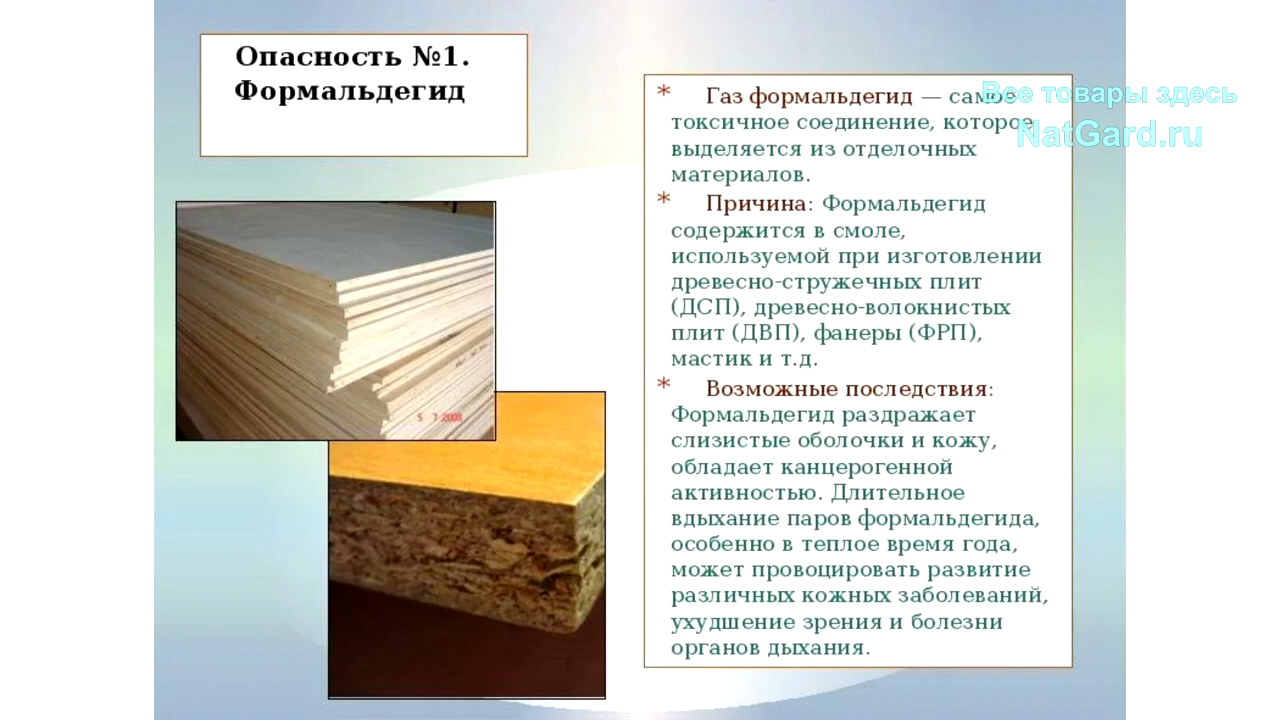 Опасность №1.
Формальдегид
Все товары здесь
NatGard.ru
* Газ формальдегид — самое
токсичное соединение, которое
выделяется из отделочных
материалов.
* Причина: Формальдегид
содержится в смоле,
используемой при изготовлении
древесно-стружечных плит
(ДСП), древесно-волокнистых
плит (ДВП), фанеры (ФРП),
мастик и т.д.
* Возможные последствия:
Формальдегид раздражает
слизистые оболочки и кожу,
обладает канцерогенной
активностью. Длительное
вдыхание паров формальдегида,
особенно в теплое время года,
может провоцировать развитие
различных кожных заболеваний,
ухудшение зрения и болезни
органов дыхания.
5 7 2008